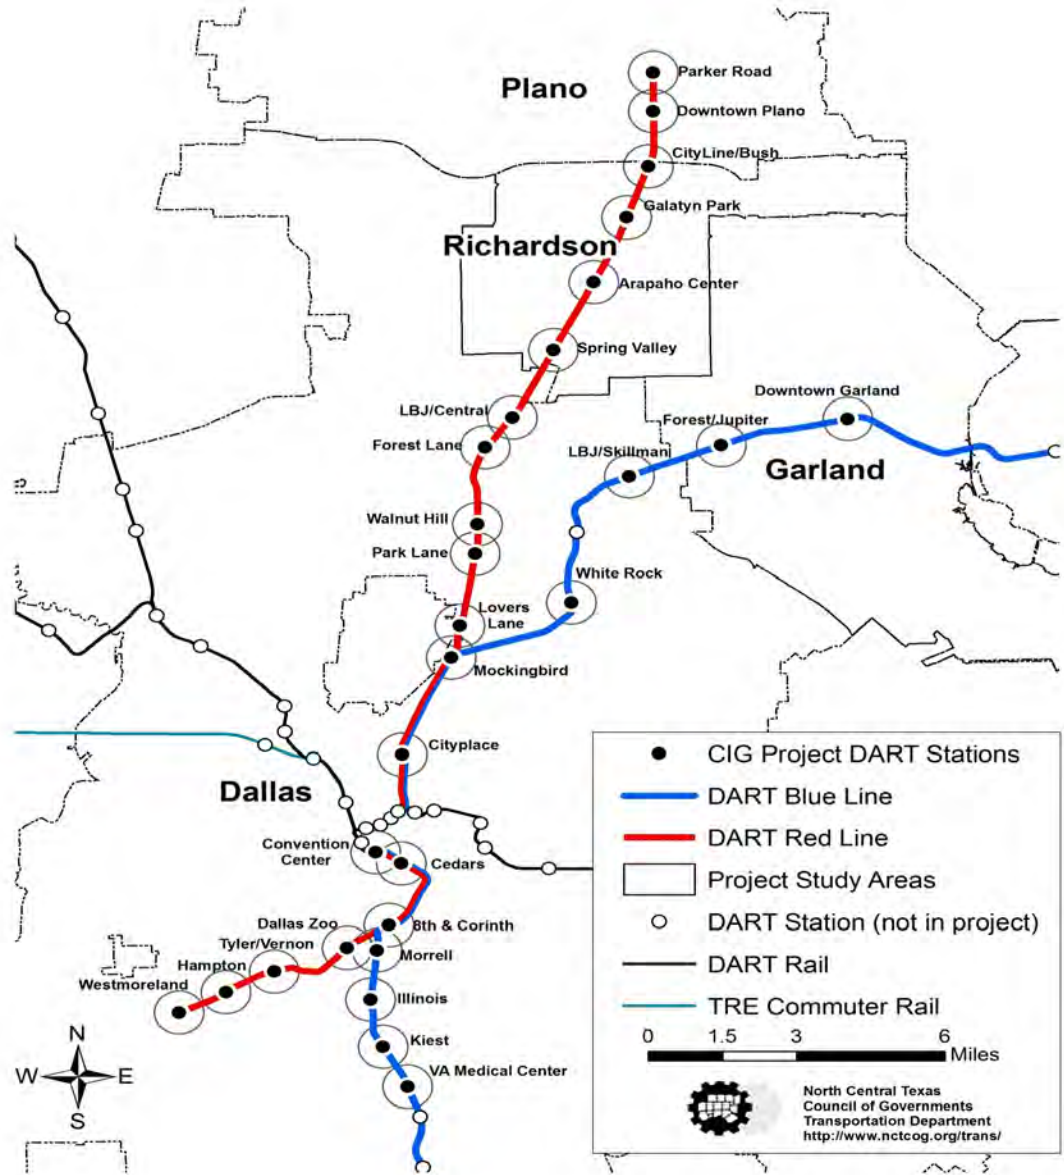 Plano
Parker Road
Downtown Plano
CityLine/Bush
Galatyn Park
Richardson
Arapaho Center
Spring Valley
LBJ/Central
Downtown Garland
Forest Lane
Forest/Jupiter
LBJ/Skillman
Garland
Walnut Hill
Park Lane
White Rock
Lovers
Lane
Mockingbird
Cityplace
Dallas
Convention
Center
Cedars
Dallas Zoo
8th & Corinth
Tyler/Vernon
Morrell
Hampton
Westmoreland
Illinois
Kiest
VA Medical Center
N
W E
S
CIG Project DART Stations
DART Blue Line
DART Red Line
Project Study Areas
DART Station (not in project)
DART Rail
TRE Commuter Rail
0 1.5 3 6
Miles
North Central Texas
Council of Governments
Transportation Department
http://www.nctcog.org/trans/